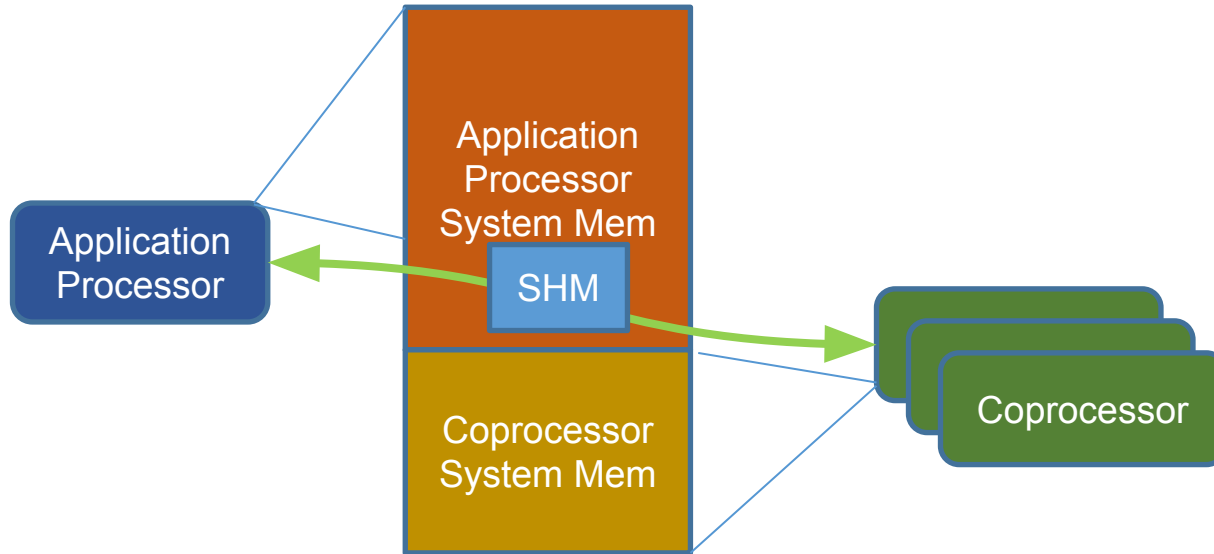 Application
Processor
Application
Processor
System Mem
SHM
Coprocessor
System Mem
Coprocessor